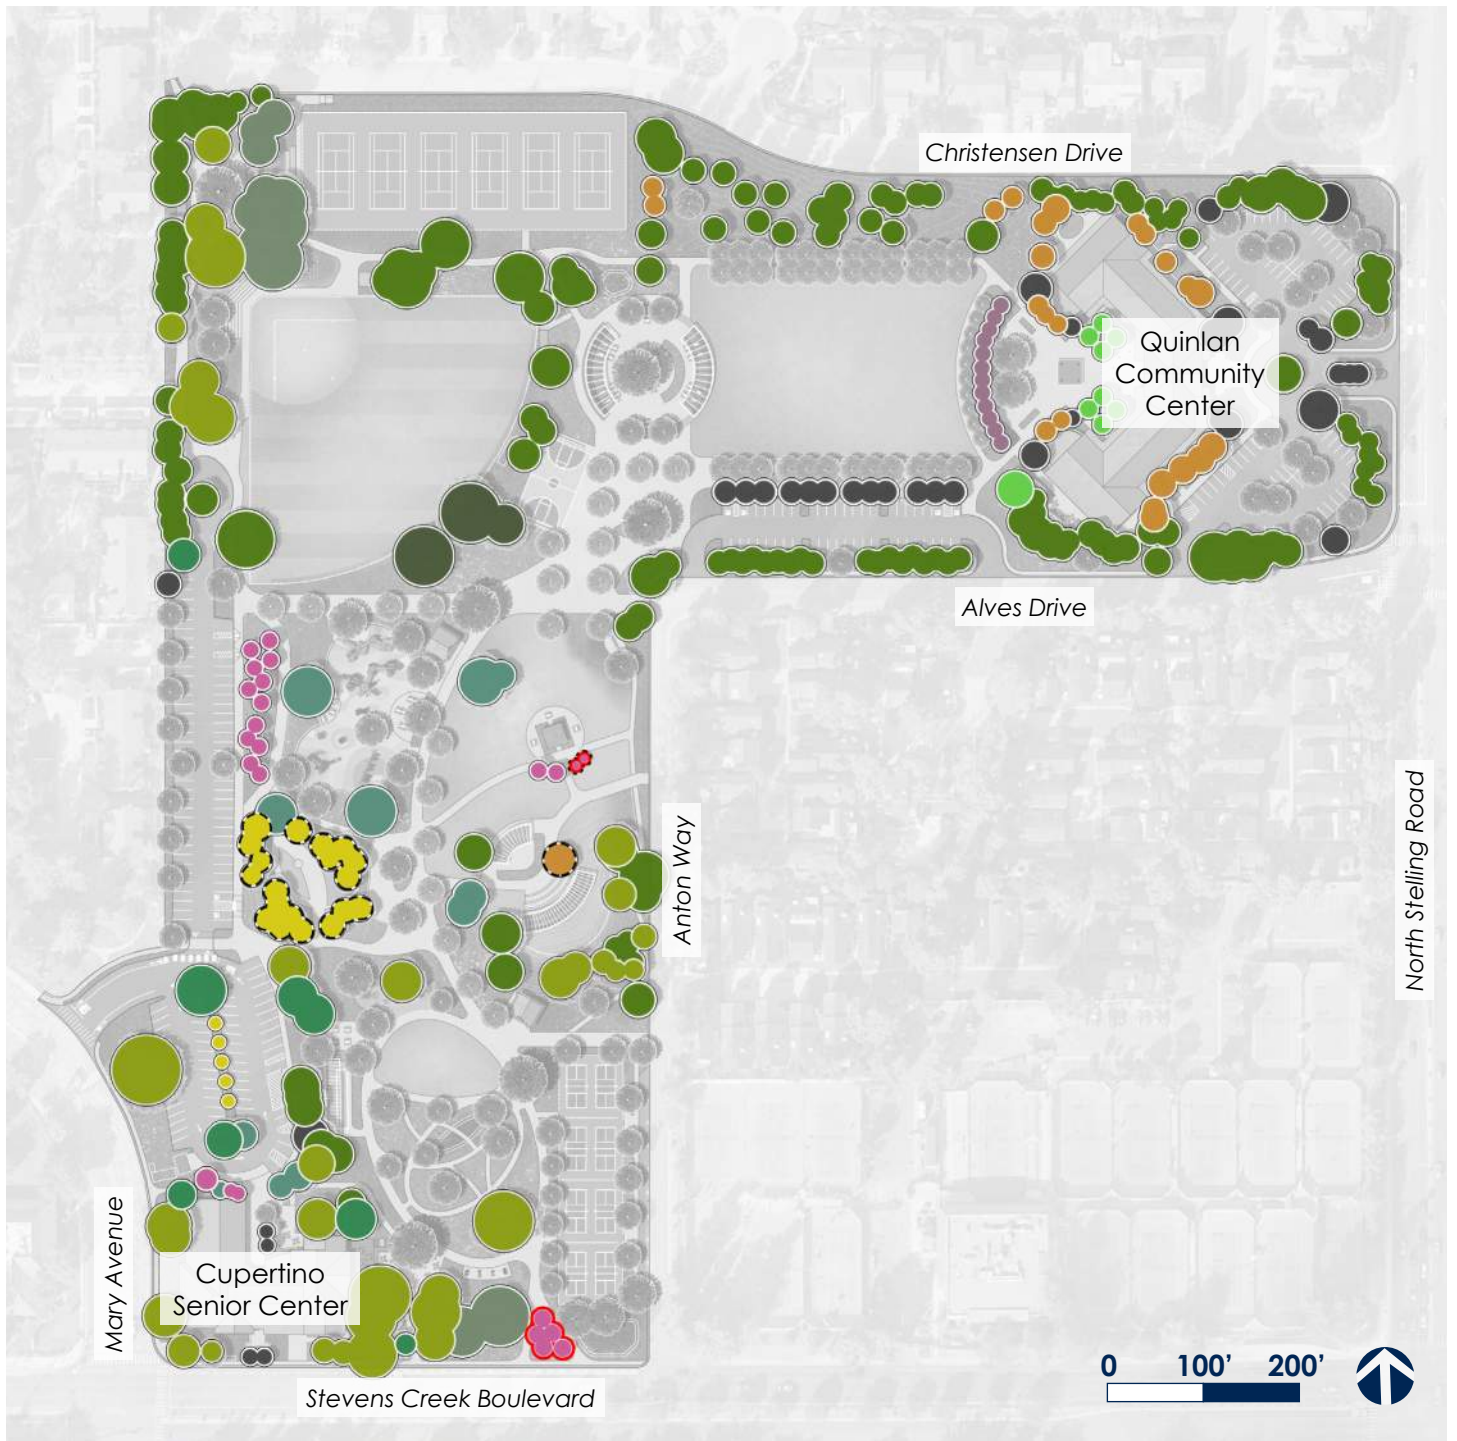 Christensen Drive
Quinlan
Community
Center
Alves Drive
Anton Way
North Stelling Road
Mary Avenue
Cupertino
Senior Center
Stevens Creek Boulevard
0 100' 200'